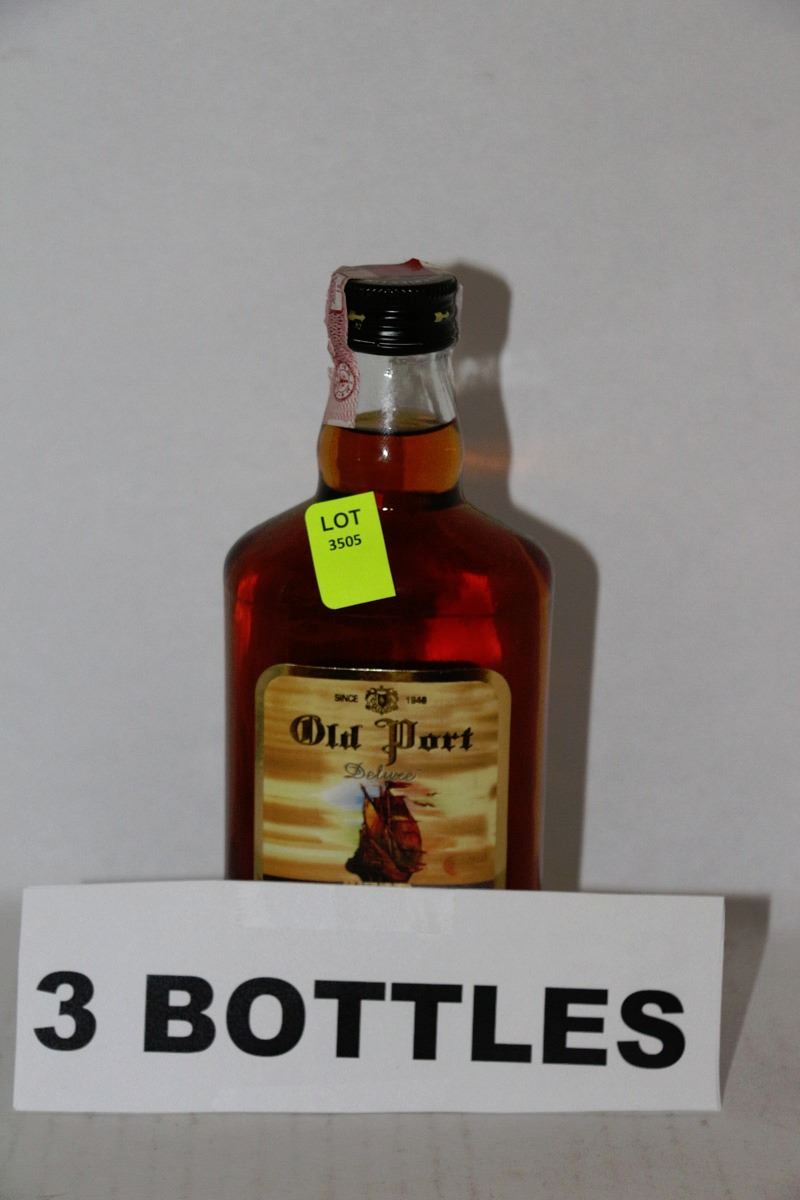 LOT
3505
SINCE 1948
Old Port
Deluxe
3 BOTTLES